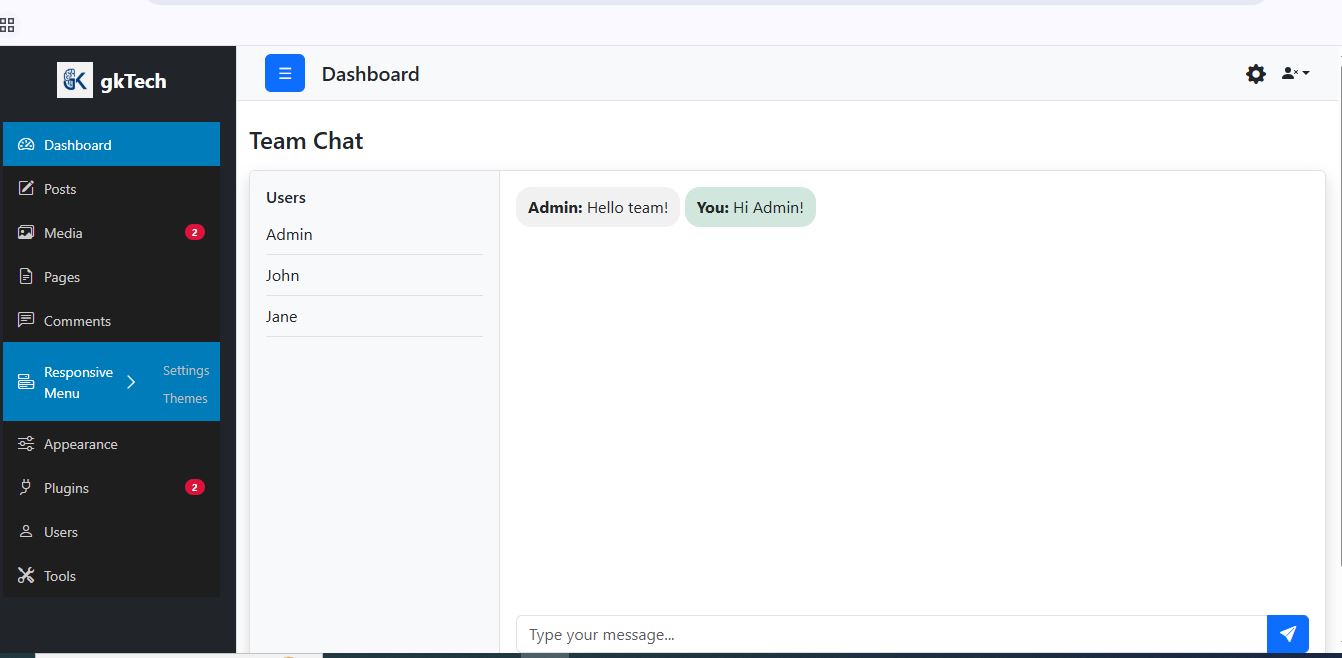 gkTech
Dashboard
Posts
Media 2
Pages
Comments
Responsive
Menu
Settings
Themes
Appearance
Plugins 2
Users
Tools
Dashboard
Team Chat
Users
Admin
John
Jane
Admin: Hello team! You: Hi Admin!
Type your message...